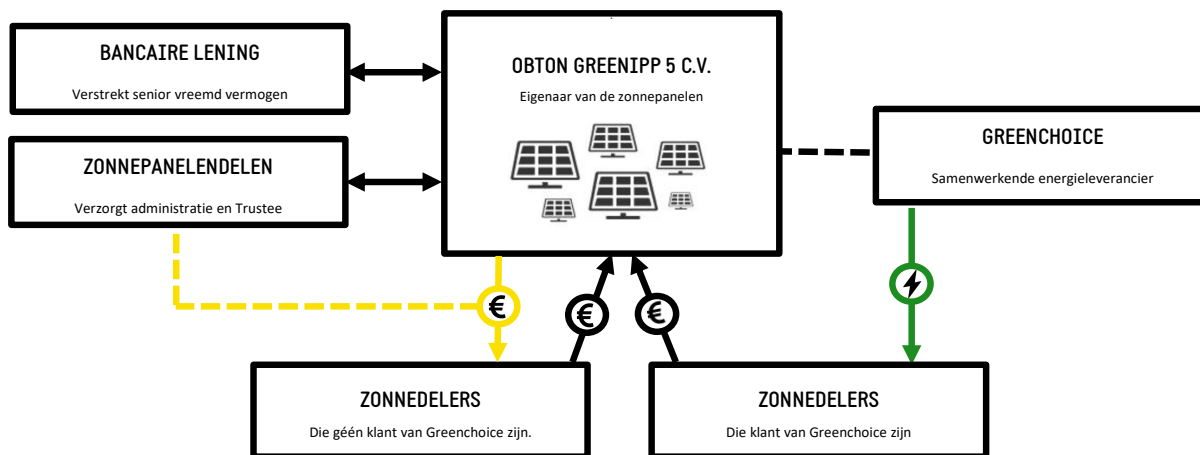 BANCAIRE LENING
Verstrekt senior vreemd vermogen
OBTON GREENIPP 5 C.V.
Eigenaar van de zonnepanelen
ZONNEPANELENDELEN
Verzorgt administratie en Trustee
GREENCHOICE
Samenwerkende energieleverancier
€
€
€
ZONNEDELERS
Die géén klant van Greenchoice zijn.
ZONNEDELERS
Die klant van Greenchoice zijn